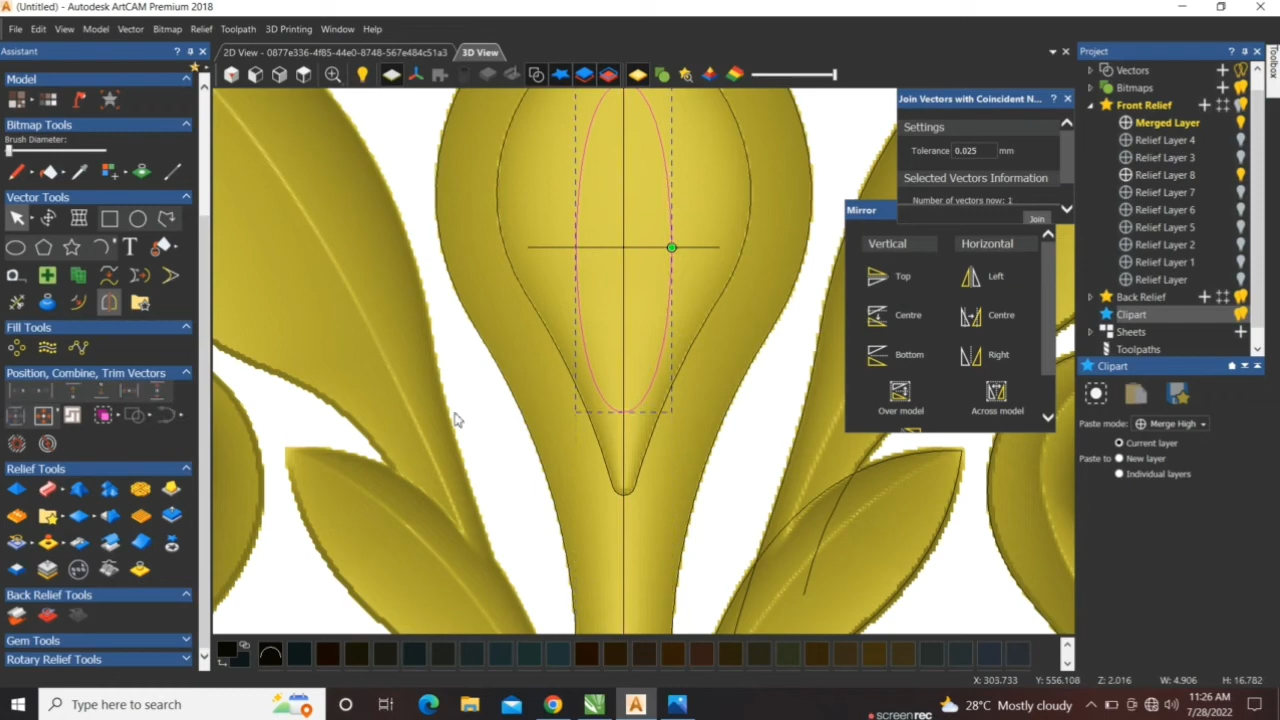 (Untitled) - Autodesk ArtCAM Premium 2018
File Edit View Model Vector Bitmap Relief Toolpath 3D Printing Window Help
Assistant
2D View - 0877e336-4f85-44e0-8748-567e484c51a3 3D View
Project
Toolbox
Model
Bitmap Tools
Brush Diameter:
Vector Tools
Fill Tools
Position, Combine, Trim Vectors
Relief Tools
Back Relief Tools
Gem Tools
Rotary Relief Tools
Join Vectors with Coincident N...
Settings
Tolerance 0.025 mm
Selected Vectors Information
Number of vectors now: 1
Join
Mirror
Vertical Horizontal
Top Left
Centre Centre
Bottom Right
Over model Across model
Vectors
Bitmaps
Front Relief
Merged Layer
Relief Layer 4
Relief Layer 3
Relief Layer 8
Relief Layer 7
Relief Layer 6
Relief Layer 5
Relief Layer 2
Relief Layer 1
Relief Layer
Back Relief
Clipart
Sheets
Toolpaths
Clipart
Paste mode: Merge High
Current layer
Paste to New layer
Individual layers
X: 303.733 Y: 556.108 Z: 2.016 W: 4.906 H: 16.782
Type here to search
28°C Mostly cloudy
11:26 AM
7/28/2022
screenrec